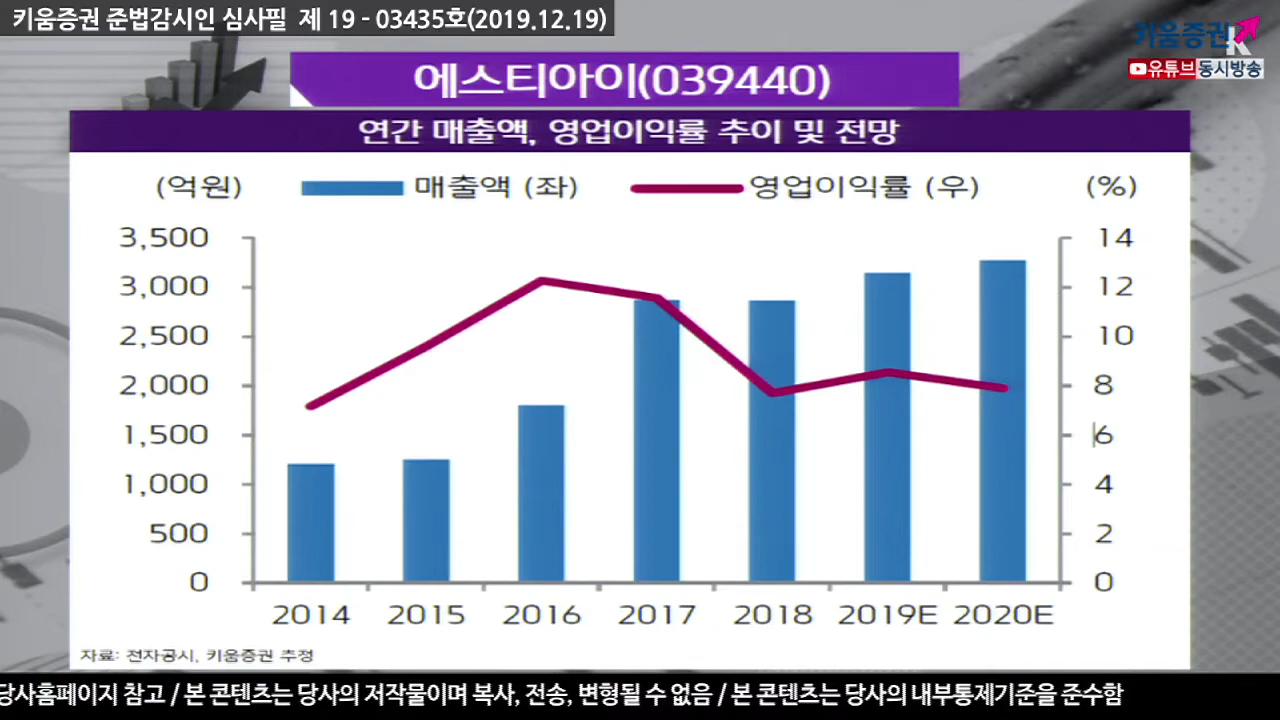 키움증권 준법감시인 심사필 제 19 - 03435호(2019.12.19)
키움증권
유튜브동시방송
에스티아이(039440)
연간 매출액, 영업이익률 추이 및 전망
(억원) 매출액 (좌) 영업이익률 (우) (%)
3,500 14
3,000 12
2,500 10
2,000 8
1,500 6
1,000 4
500 2
0 0
2014 2015 2016 2017 2018 2019E 2020E
자료: 전자공시, 키움증권 추정
당사홈페이지 참고 / 본 콘텐츠는 당사의 저작물이며 복사, 전송, 변형될 수 없음 / 본 콘텐츠는 당사의 내부통제기준을 준수함